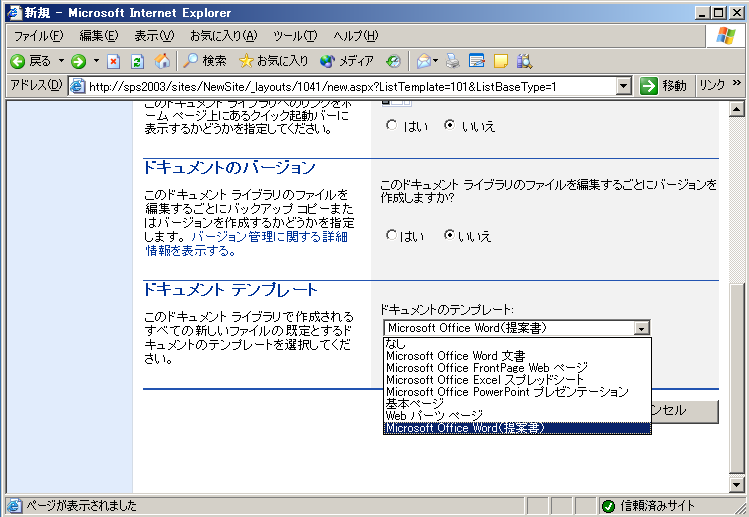 新規 - Microsoft Internet Explorer
ファイル(F) 編集(E) 表示(V) お気に入り(A) ツール(T) ヘルプ(H)
戻る 検索 お気に入り メディア
アドレス(D) http://sps2003/sites/NewSite/_layouts/1041/new.aspx?ListTemplate=101&ListBaseType=1 移動 リンク »
このドキュメント ライブラリへのリンクをホ
ーム ページ上にあるクイック起動バーに
表示するかどうかを指定してください。
はい いいえ
ドキュメントのバージョン
このドキュメント ライブラリのファイルを
編集するごとにバックアップ コピーまた
はバージョンを作成するかどうかを指定
します。バージョン管理に関する詳細
情報を表示する。
このドキュメント ライブラリのファイルを編集するごとにバージョンを
作成しますか?
はい いいえ
ドキュメント テンプレート
このドキュメント ライブラリで作成される
すべての新しいファイルの既定とするド
キュメントのテンプレートを選択してくだ
さい。
ドキュメントのテンプレート:
Microsoft Office Word(提案書)
なし
Microsoft Office Word 文書
Microsoft Office FrontPage Web ページ
Microsoft Office Excel スプレッドシート
Microsoft Office PowerPoint プレゼンテーション
基本ページ
Web パーツ ページ
Microsoft Office Word(提案書)
ンセル
ページが表示されました 信頼済みサイト